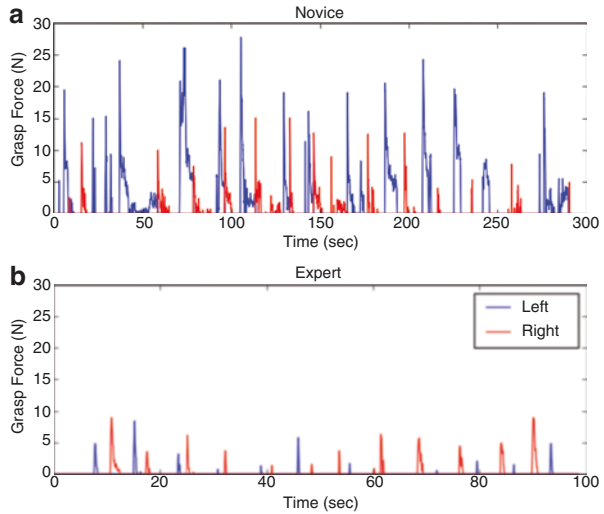 a
Novice
Grasp Force (N)
30
25
20
15
10
5
0
0 50 100 150 200 250 300
Time (sec)
b
Expert
Grasp Force (N)
30
25
20
15
10
5
0
Left
Right
0 20 40 60 80 100
Time (sec)